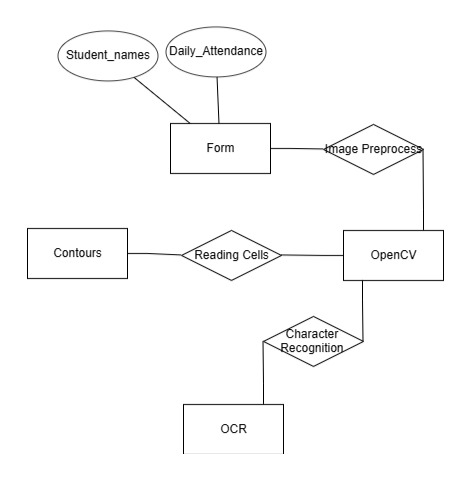 Student_names
Daily_Attendance
Form
Image Preprocess
Contours
Reading Cells
OpenCV
Character
Recognition
OCR